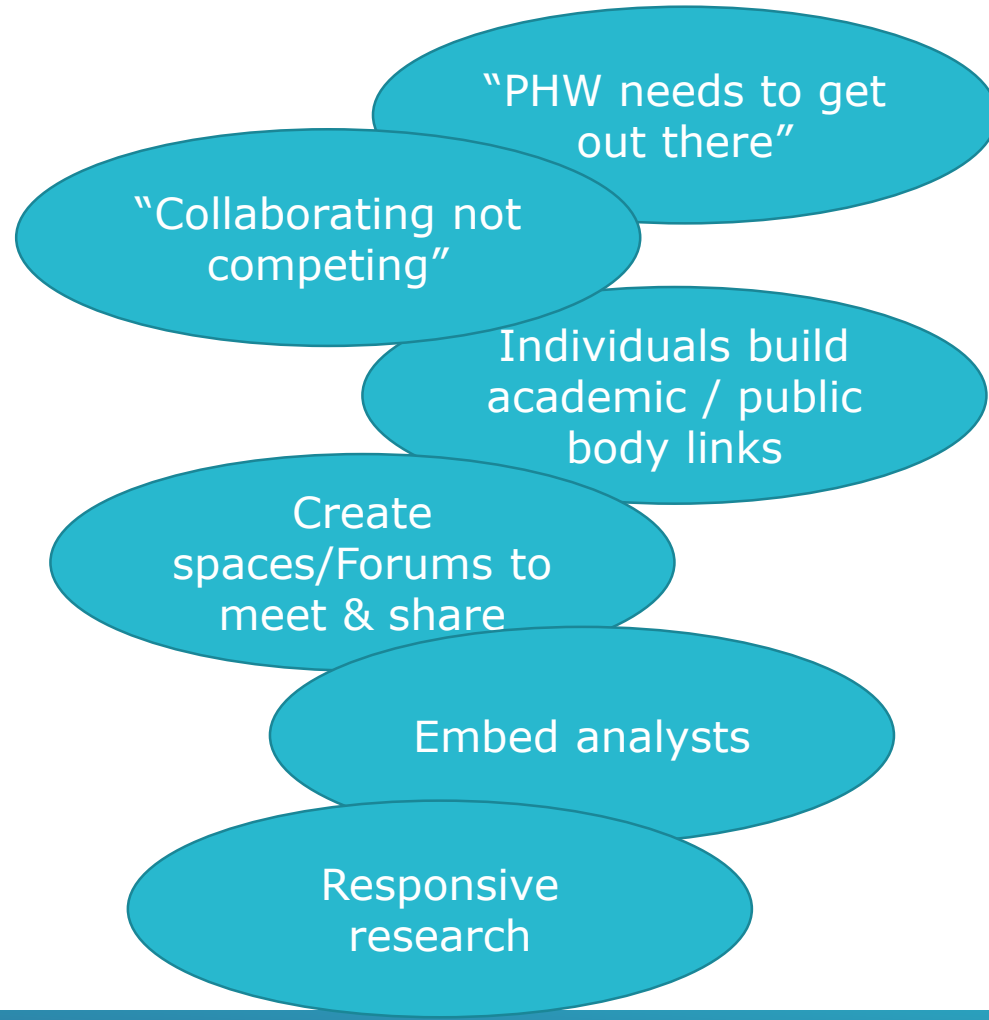 “PHW needs to get
out there”
“Collaborating not
competing”
Individuals build
academic / public
body links
Create
spaces/Forums to
meet & share
Embed analysts
Responsive
research